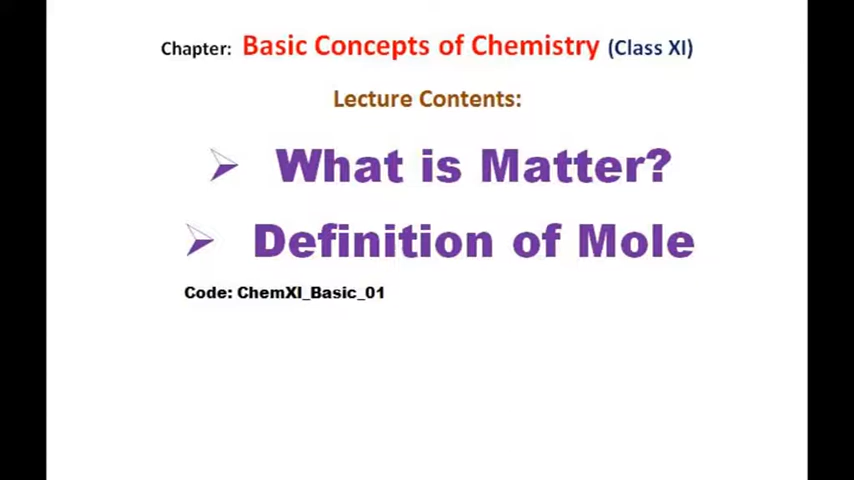 Chapter: Basic Concepts of Chemistry (Class XI)
Lecture Contents:
What is Matter?
Definition of Mole
Code: ChemXI_Basic_01